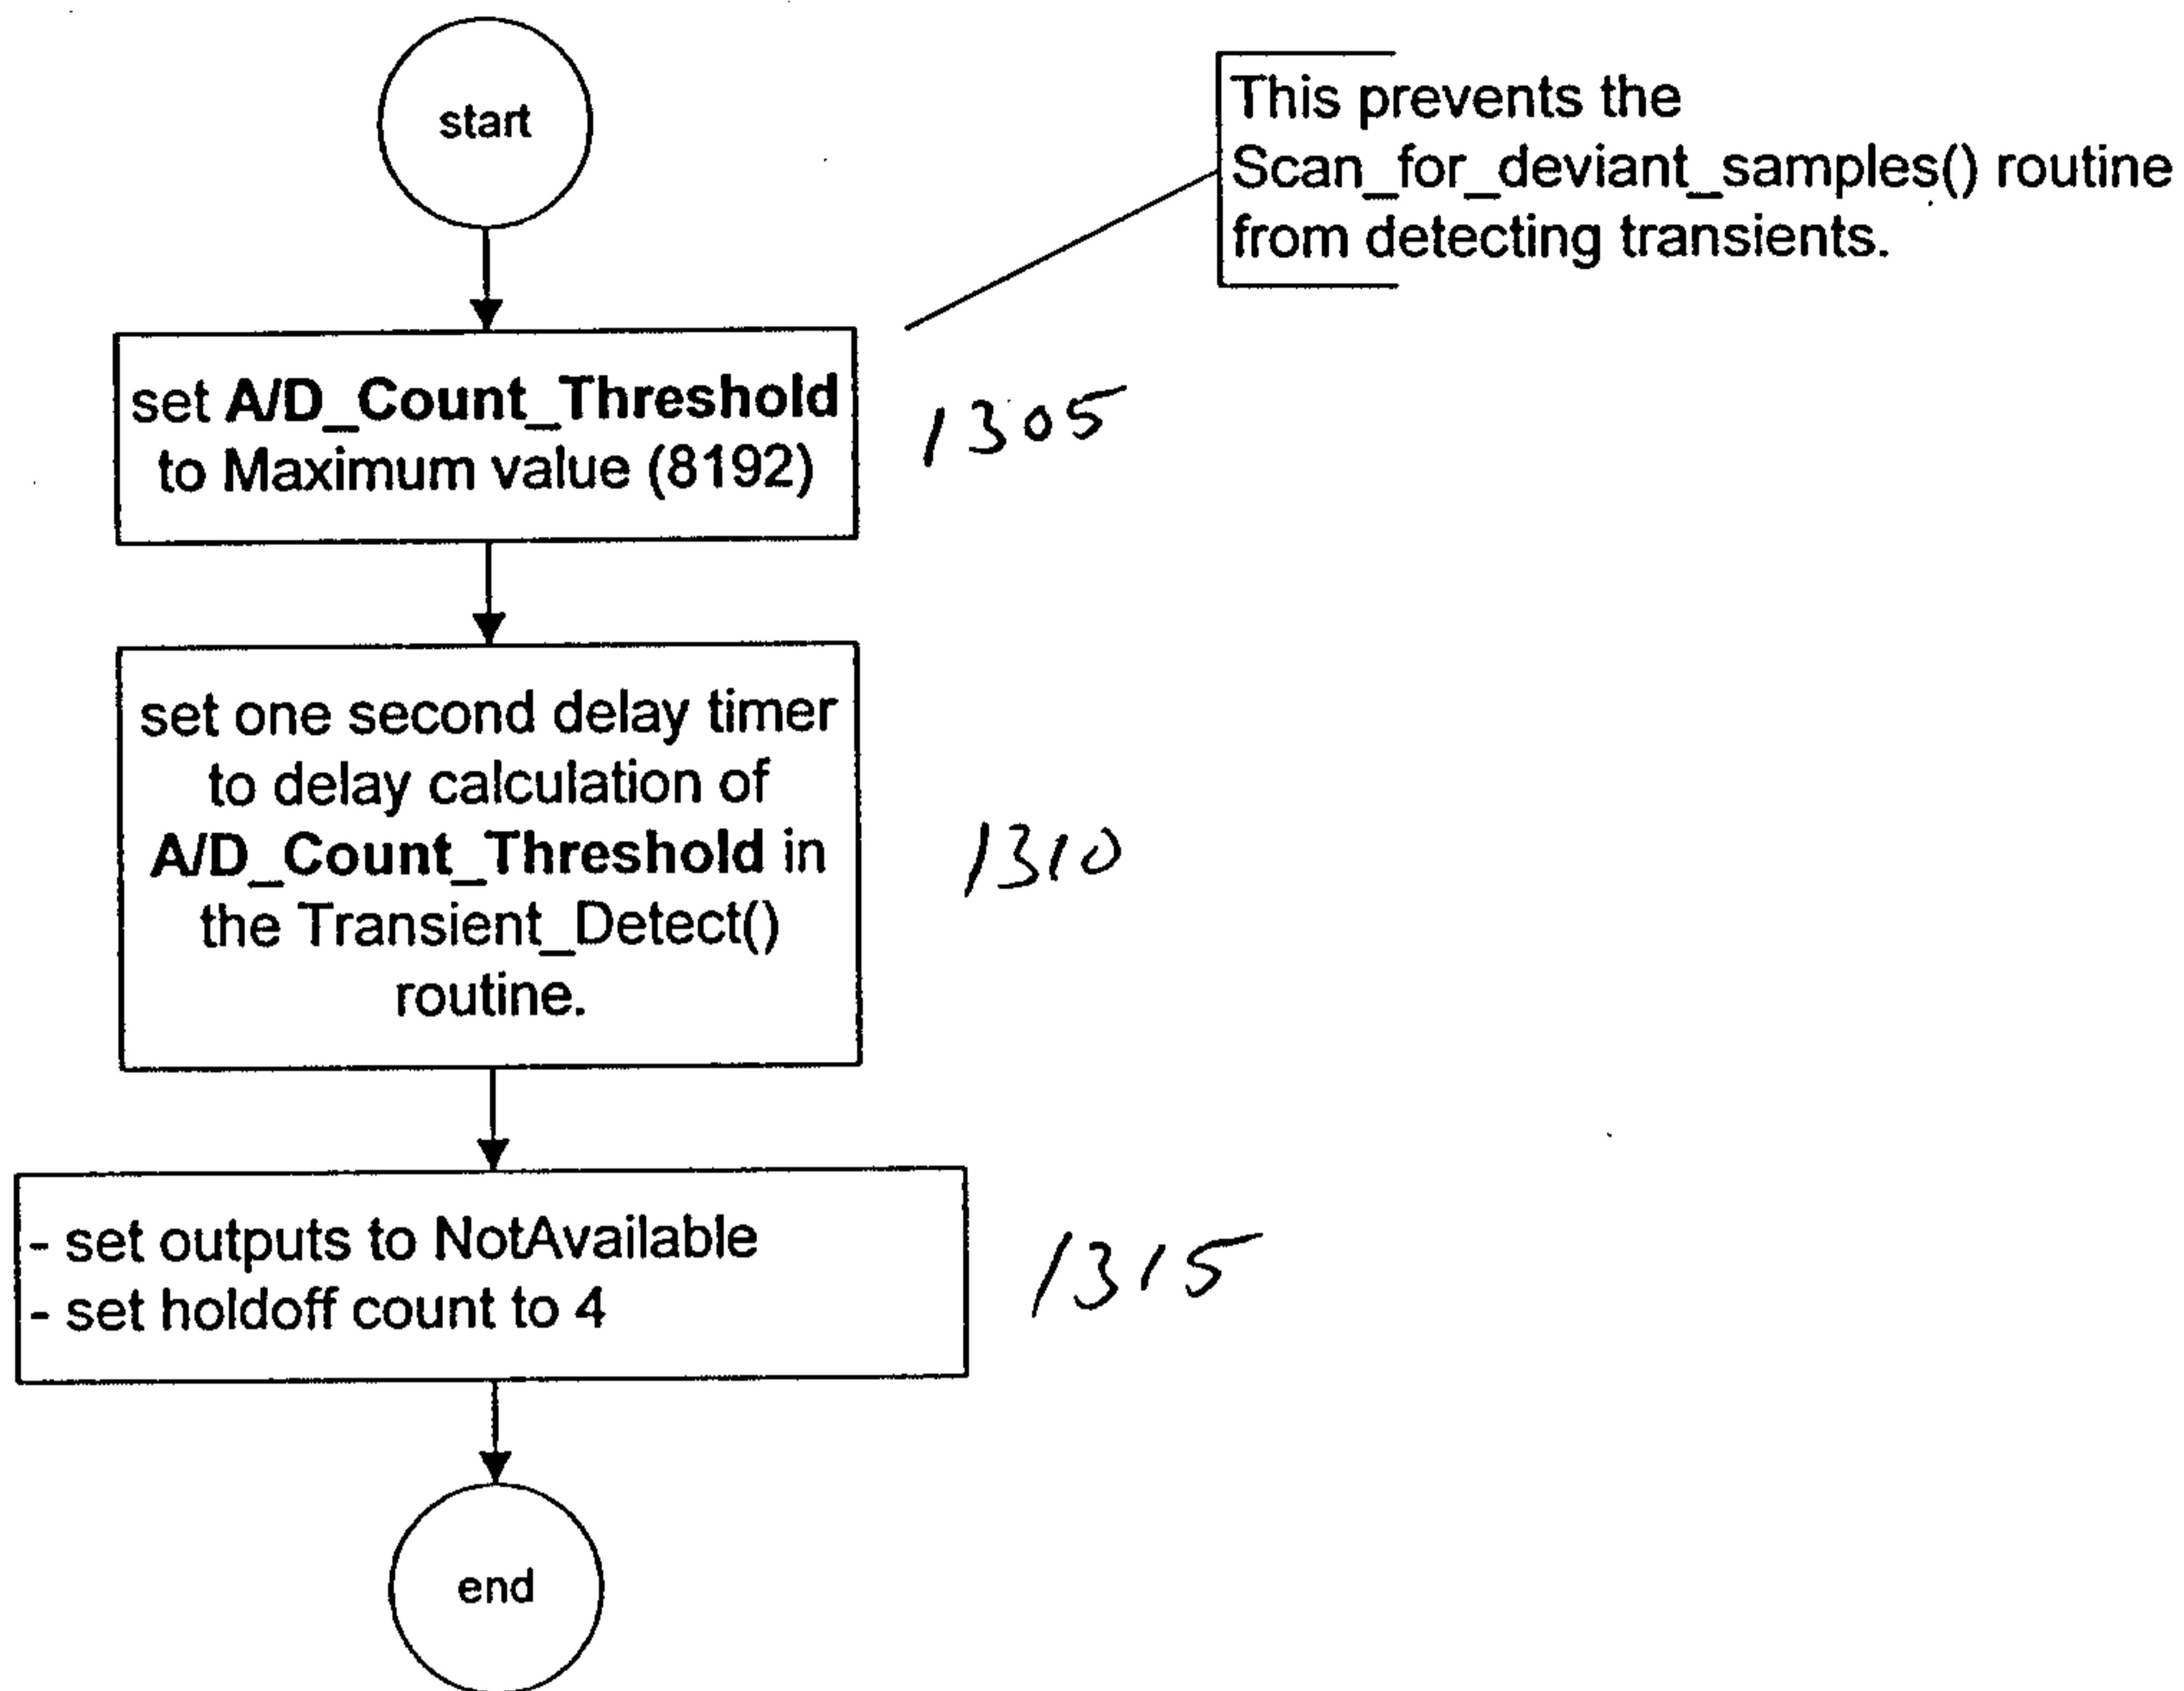 start
This prevents the
Scan_for_deviant_samples() routine
from detecting transients.
set A/D_Count_Threshold
to Maximum value (8192)
1305
set one second delay timer
to delay calculation of
A/D_Count_Threshold in
the Transient_Detect()
routine.
1310
- set outputs to NotAvailable
- set holdoff count to 4
1315
end